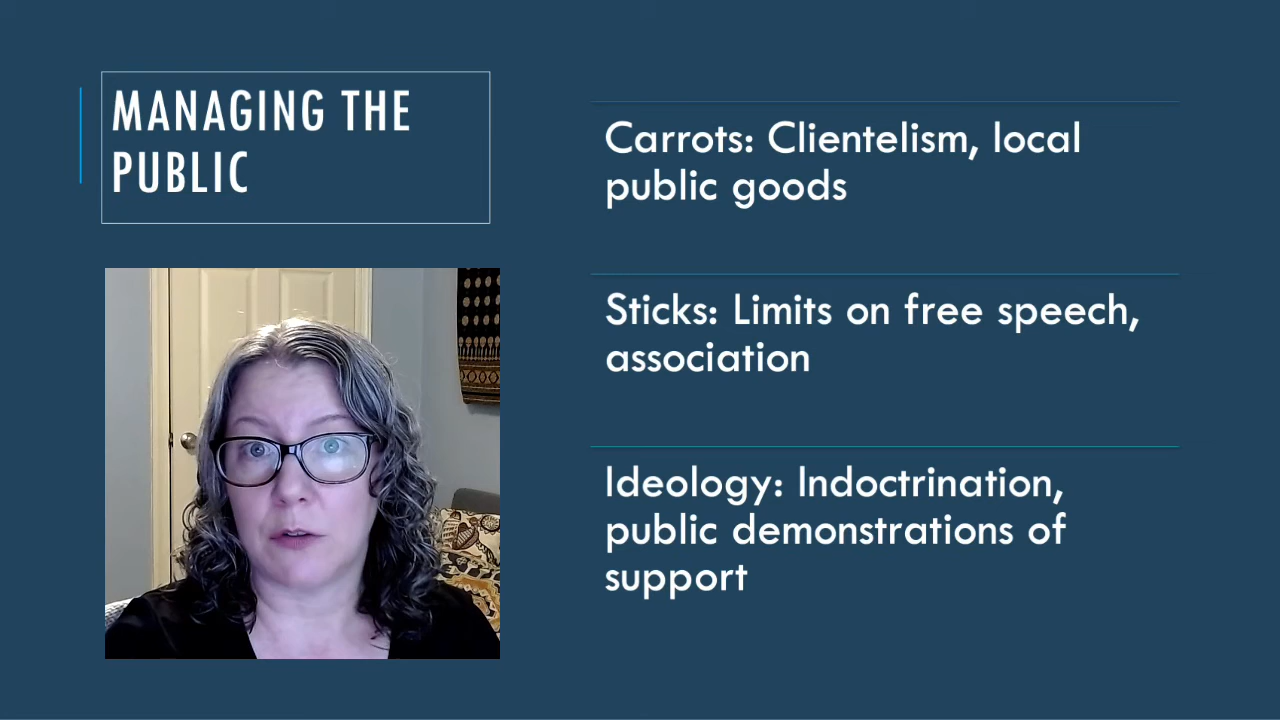 MANAGING THE
PUBLIC
Carrots: Clientelism, local
public goods
Sticks: Limits on free speech,
association
Ideology: Indoctrination,
public demonstrations of
support